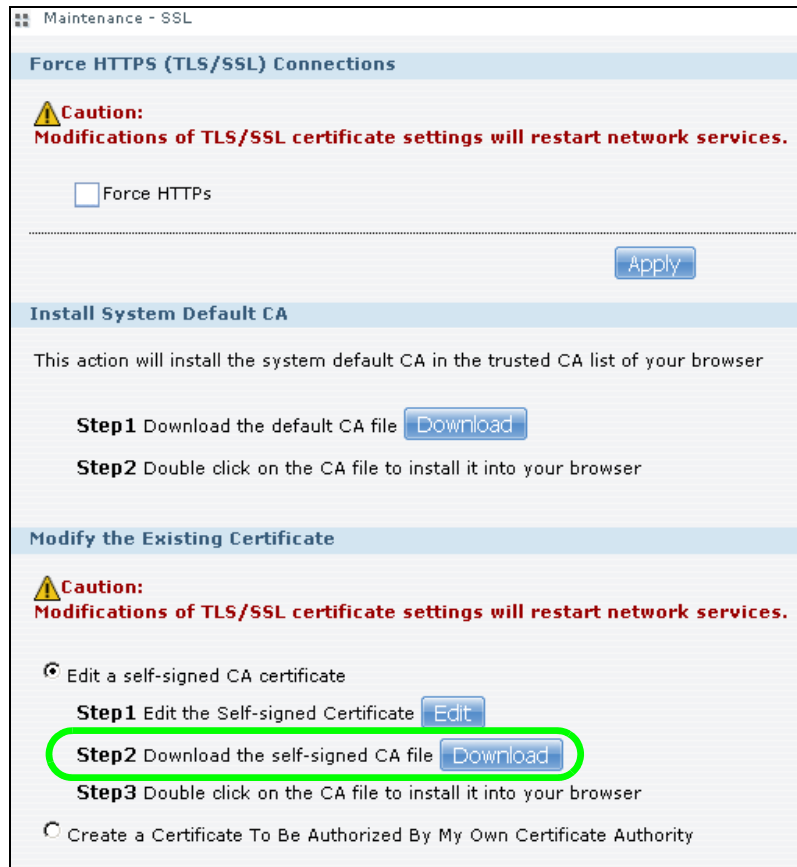 Maintenance - SSL
Force HTTPS (TLS/SSL) Connections
Caution:
Modifications of TLS/SSL certificate settings will restart network services.
Force HTTPs
Apply
Install System Default CA
This action will install the system default CA in the trusted CA list of your browser
Step1 Download the default CA file Download
Step2 Double click on the CA file to install it into your browser
Modify the Existing Certificate
Caution:
Modifications of TLS/SSL certificate settings will restart network services.
Edit a self-signed CA certificate
Step1 Edit the Self-signed Certificate Edit
Step2 Download the self-signed CA file Download
Step3 Double click on the CA file to install it into your browser
Create a Certificate To Be Authorized By My Own Certificate Authority